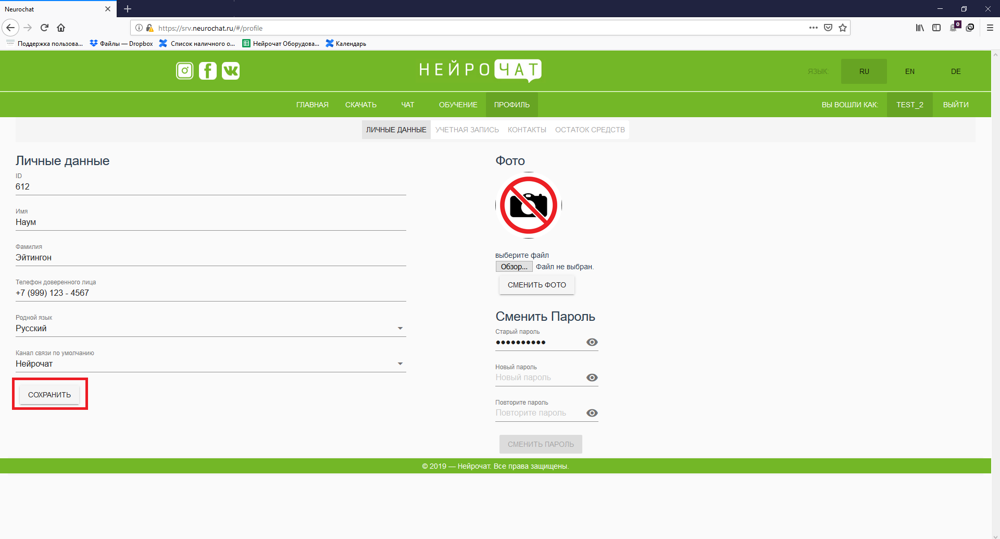 Neurochat
https://srv.neurochat.ru/#/profile
0
Поддержка пользова...
Файлы — Dropbox
Список наличного о...
Нейрочат Оборудова...
Календарь
НЕЙРОЧАТ
ЯЗЫК:
RU
EN
DE
ГЛАВНАЯ
СКАЧАТЬ
ЧАТ
ОБУЧЕНИЕ
ПРОФИЛЬ
ВЫ ВОШЛИ КАК:
TEST_2
ВЫЙТИ
ЛИЧНЫЕ ДАННЫЕ
УЧЕТНАЯ ЗАПИСЬ
КОНТАКТЫ
ОСТАТОК СРЕДСТВ
Личные данные
ID
612
Имя
Наум
Фамилия
Эйтингон
Телефон доверенного лица
+7 (999) 123 - 4567
Родной язык
Русский
Канал связи по умолчанию
Нейрочат
СОХРАНИТЬ
Фото
выберите файл
Обзор... Файл не выбран.
СМЕНИТЬ ФОТО
Сменить Пароль
Старый пароль
●●●●●●●●●●
Новый пароль
Новый пароль
Повторите пароль
Повторите пароль
СМЕНИТЬ ПАРОЛЬ
© 2019 — Нейрочат. Все права защищены.